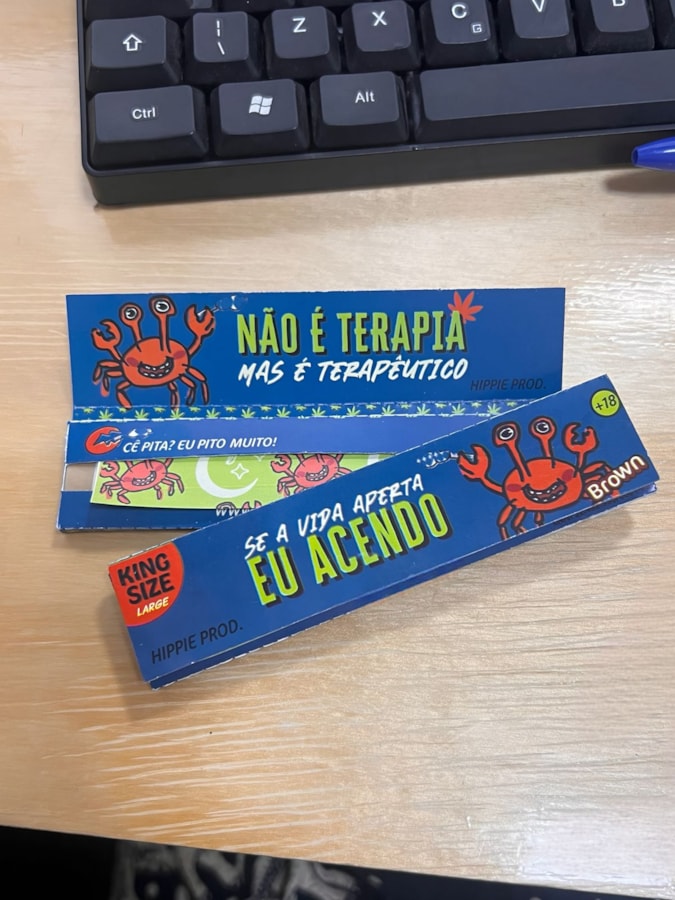 Z
X
C
G
V
B
Ctrl
Alt
NÃO É TERAPIA
MAS É TERAPÊUTICO
HIPPIE PROD.
CÊ PITA? EU PITO MUITO!
+18
Brown
SE A VIDA APERTA
EU ACENDO
KING
SIZE
LARGE
HIPPIE PROD.